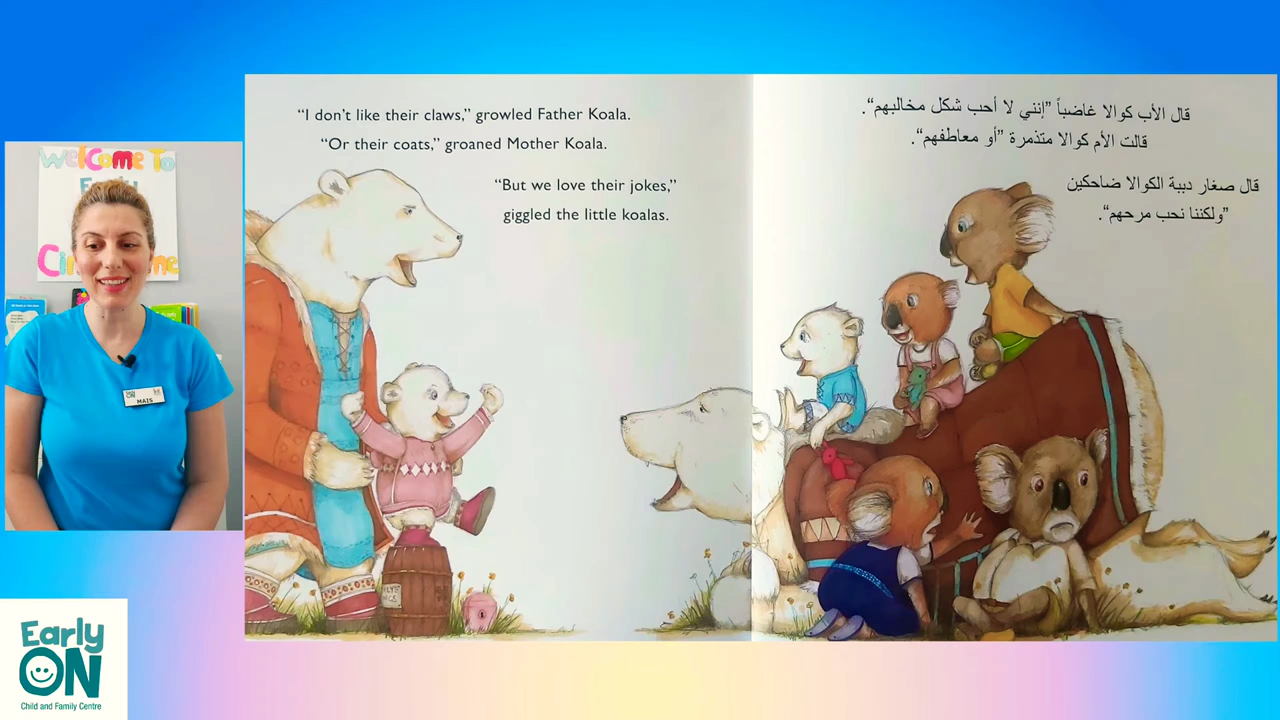 WELCOME TO
Early
MAIS
Early
ON
Child and Family Centre
“I don’t like their claws,” growled Father Koala.
“Or their coats,” groaned Mother Koala.
“But we love their jokes,”
giggled the little koalas.
قال الأب كوالا غاضباً ”إنني لا أحب شكل مخالبهم“.
قالت الأم كوالا متذمرة ”أو معاطفهم“.
قال صغار دببة الكوالا ضاحكين
”ولكننا نحب مرحهم“.